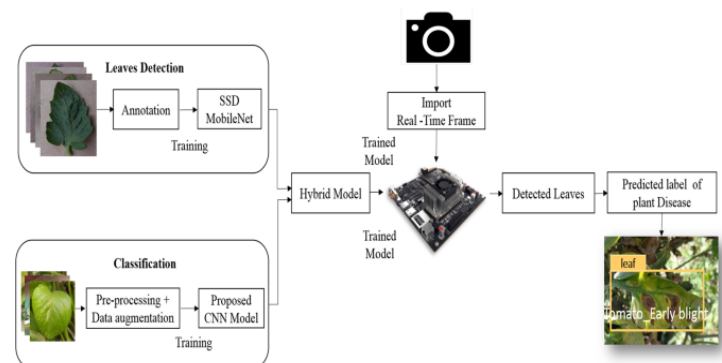 Leaves Detection
Annotation
SSD
MobileNet
Training
Import
Real -Time Frame
Trained
Model
Hybrid Model
Detected Leaves
Predicted label of
plant Disease
Trained
Model
Classification
Pre-processing +
Data augmentation
Proposed
CNN Model
Training
leaf
Tomato_Early blight